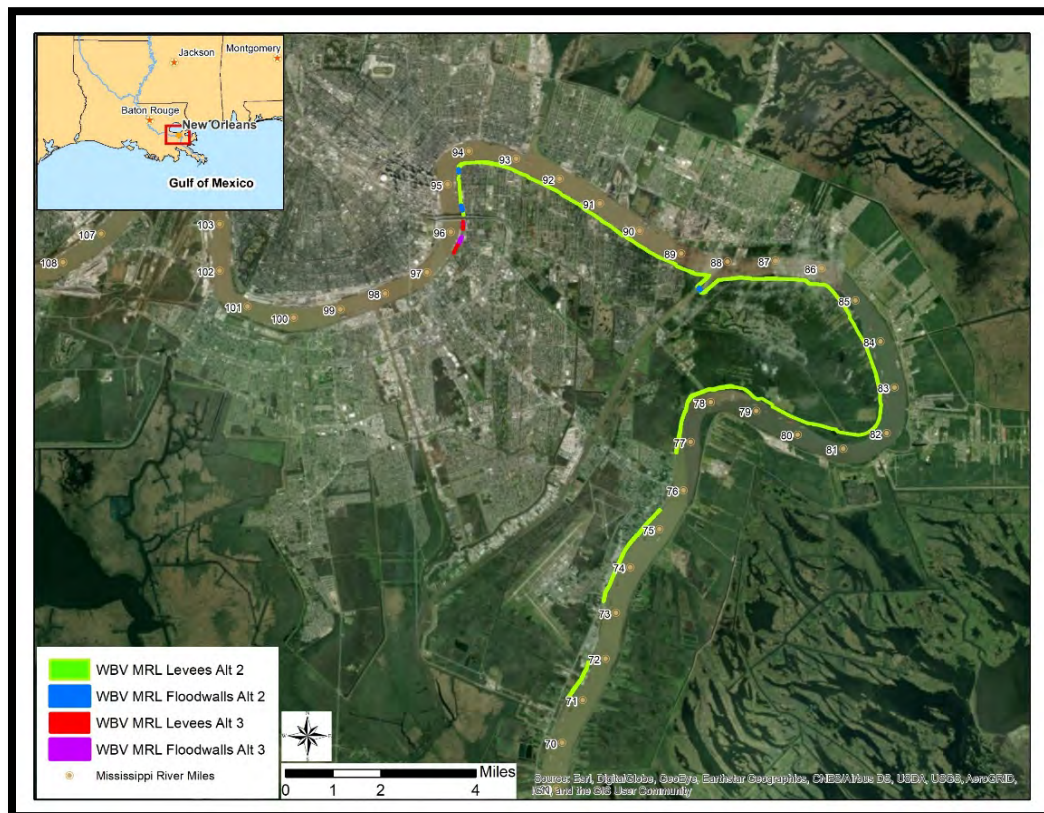 Jackson
Montgomery
Baton Rouge
New Orleans
Gulf of Mexico
94
93
92
95
91
103
96
90
107
89
108
88
87
86
102
97
98
85
101
99
100
84
83
78
79
80
82
77
81
76
75
74
73
72
71
70
WBV MRL Levees Alt 2
WBV MRL Floodwalls Alt 2
WBV MRL Levees Alt 3
WBV MRL Floodwalls Alt 3
Mississippi River Miles
Miles
0 1 2 4
Source: Esri, DigitalGlobe, GeoEye, Earthstar Geographics, CNES/Airbus DS, USDA, USGS, AeroGRID,
IGN, and the GIS User Community